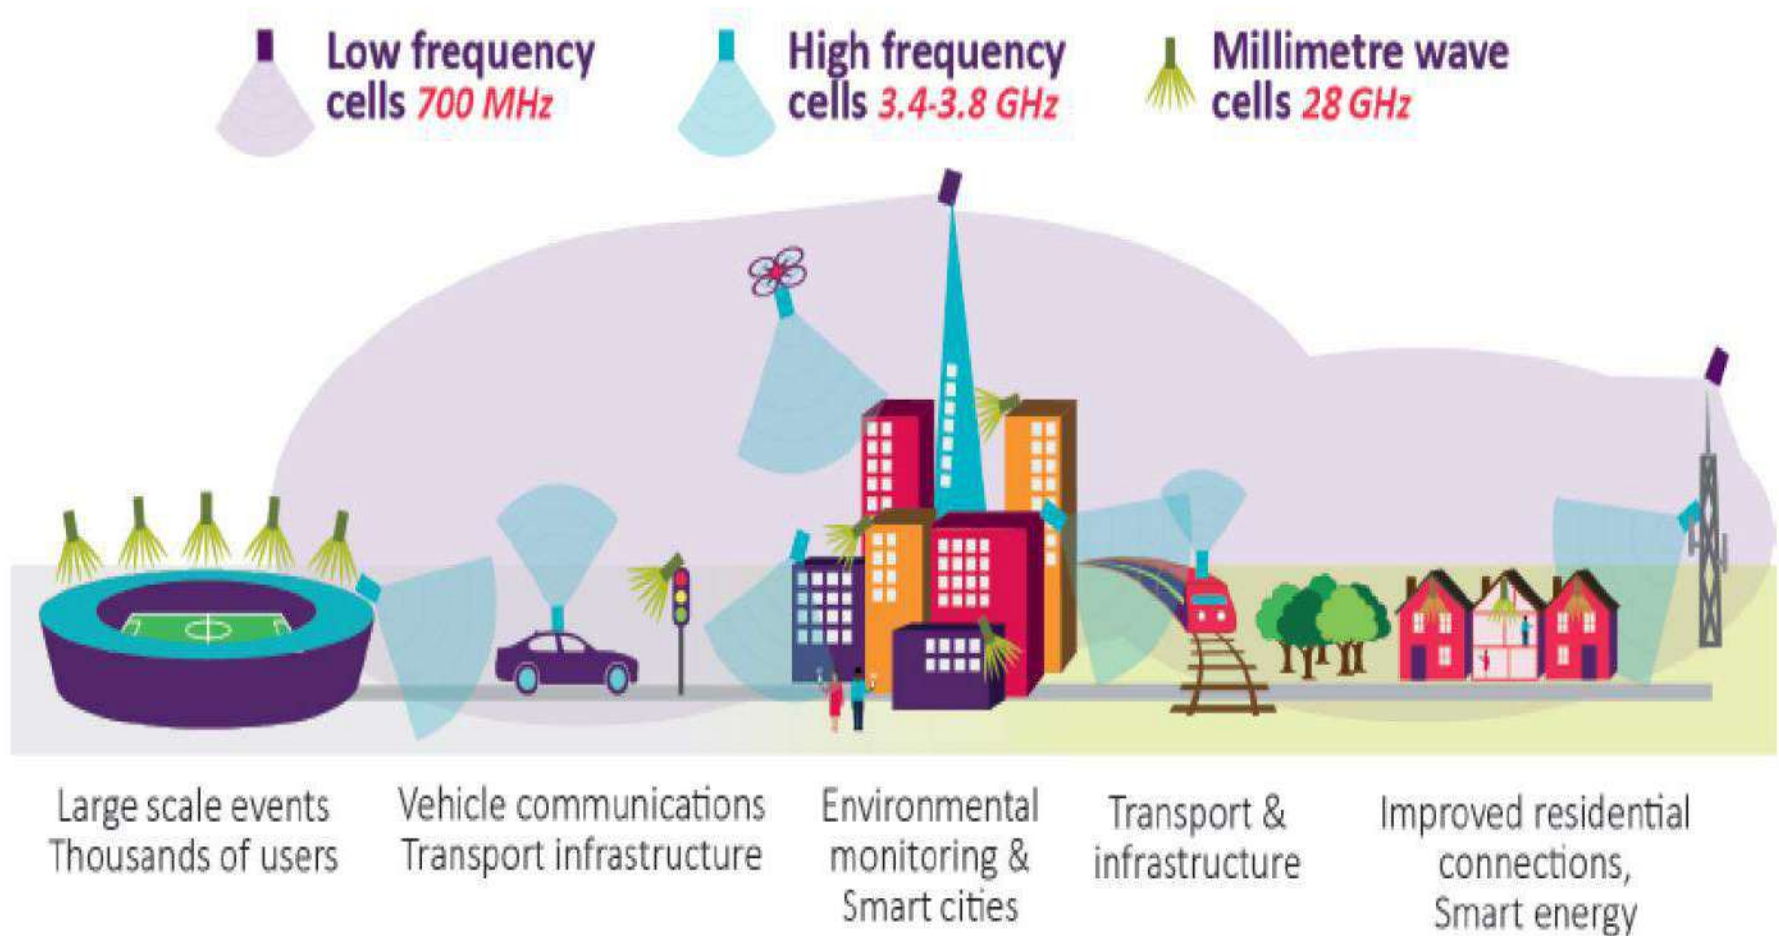 Low frequency
cells 700 MHz
High frequency
cells 3.4-3.8 GHz
Millimetre wave
cells 28 GHz
Large scale events
Thousands of users
Vehicle communications
Transport infrastructure
Environmental
monitoring &
Smart cities
Transport &
infrastructure
Improved residential
connections,
Smart energy